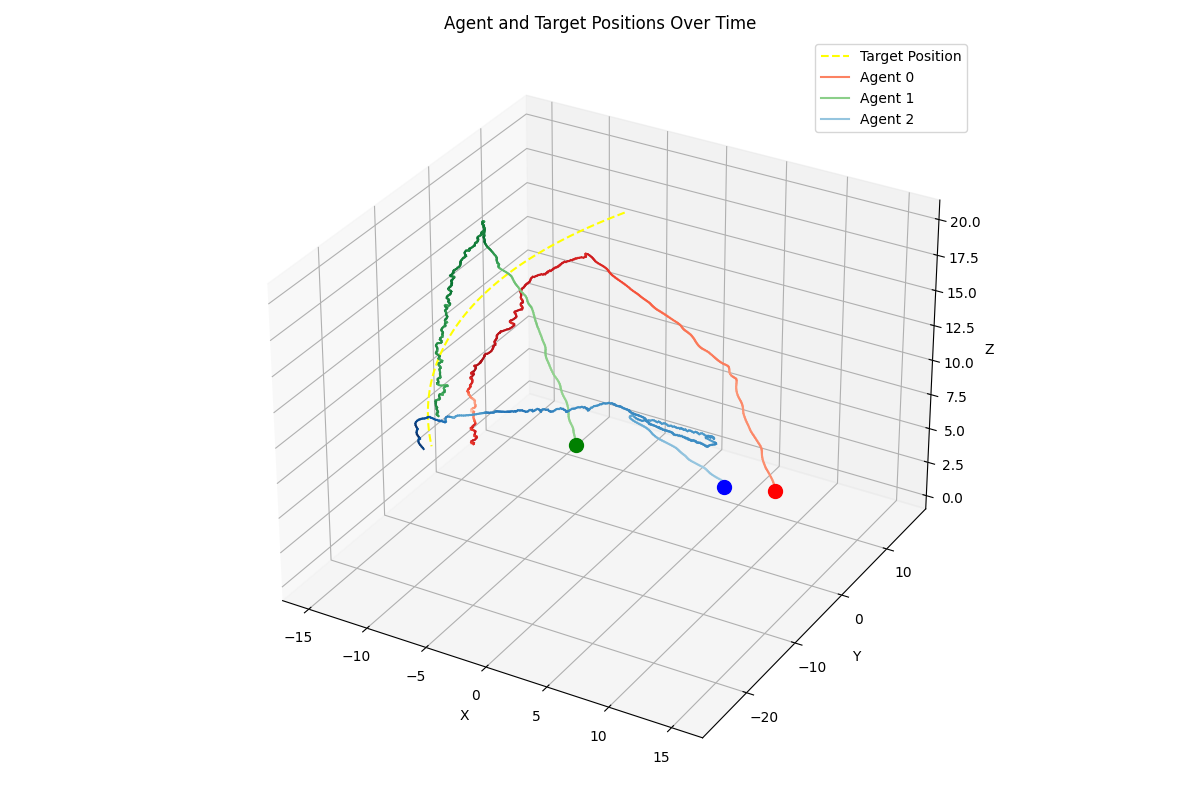 Agent and Target Positions Over Time
Target Position
Agent 0
Agent 1
Agent 2
20.0
17.5
15.0
12.5
10.0
7.5
5.0
2.5
0.0
Z
10
0
−10
−20
Y
−15
−10
−5
0
5
10
15
X